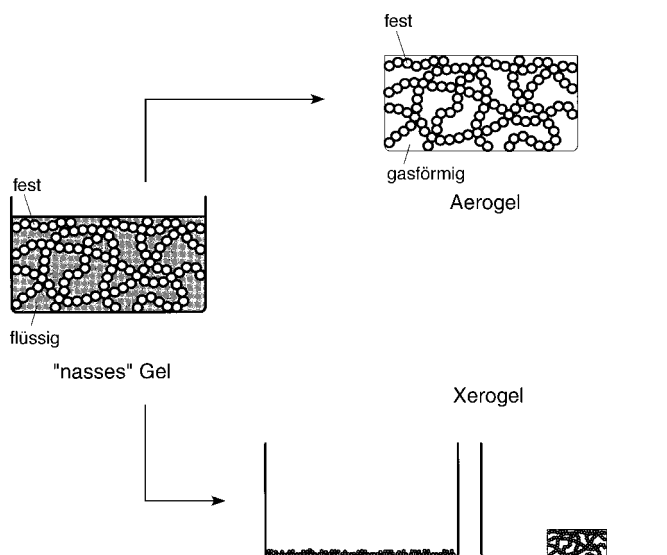 fest
gasförmig
Aerogel
fest
flüssig
"nasses" Gel
Xerogel